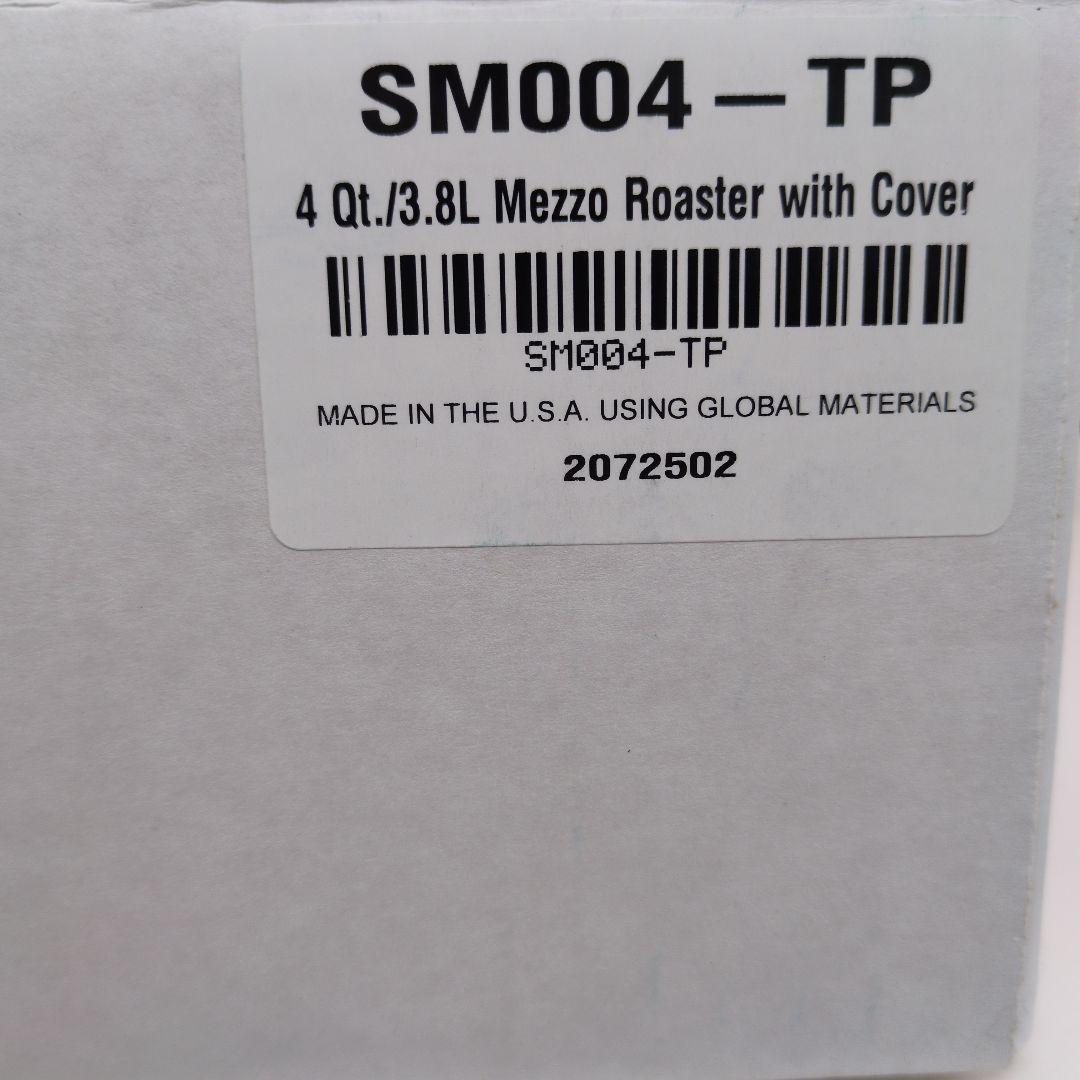 SM004-TP
4 Qt./3.8L Mezzo Roaster with Cover
SM004-TP
MADE IN THE U.S.A. USING GLOBAL MATERIALS
2072502